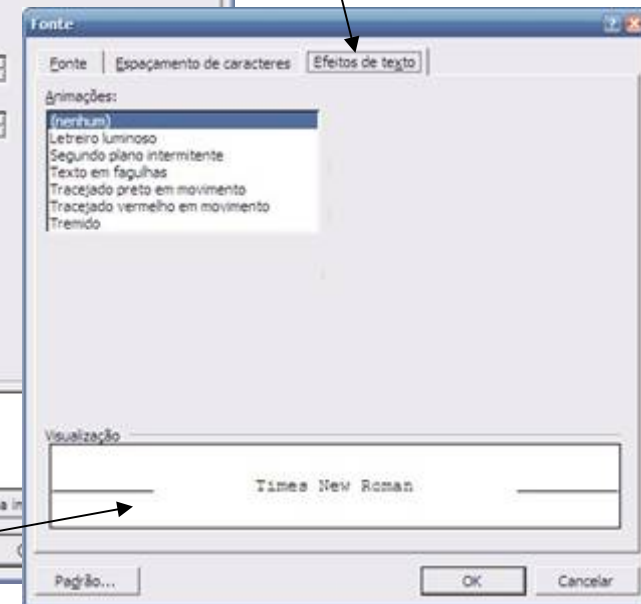 Fonte
Fonte Espaçamento de caracteres Efeitos de texto
Animações:
(nenhum)
Letreiro luminoso
Segundo plano intermitente
Texto em fagulhas
Tracejado preto em movimento
Tracejado vermelho em movimento
Tremido
Visualização
Times New Roman
Padrão... OK Cancelar